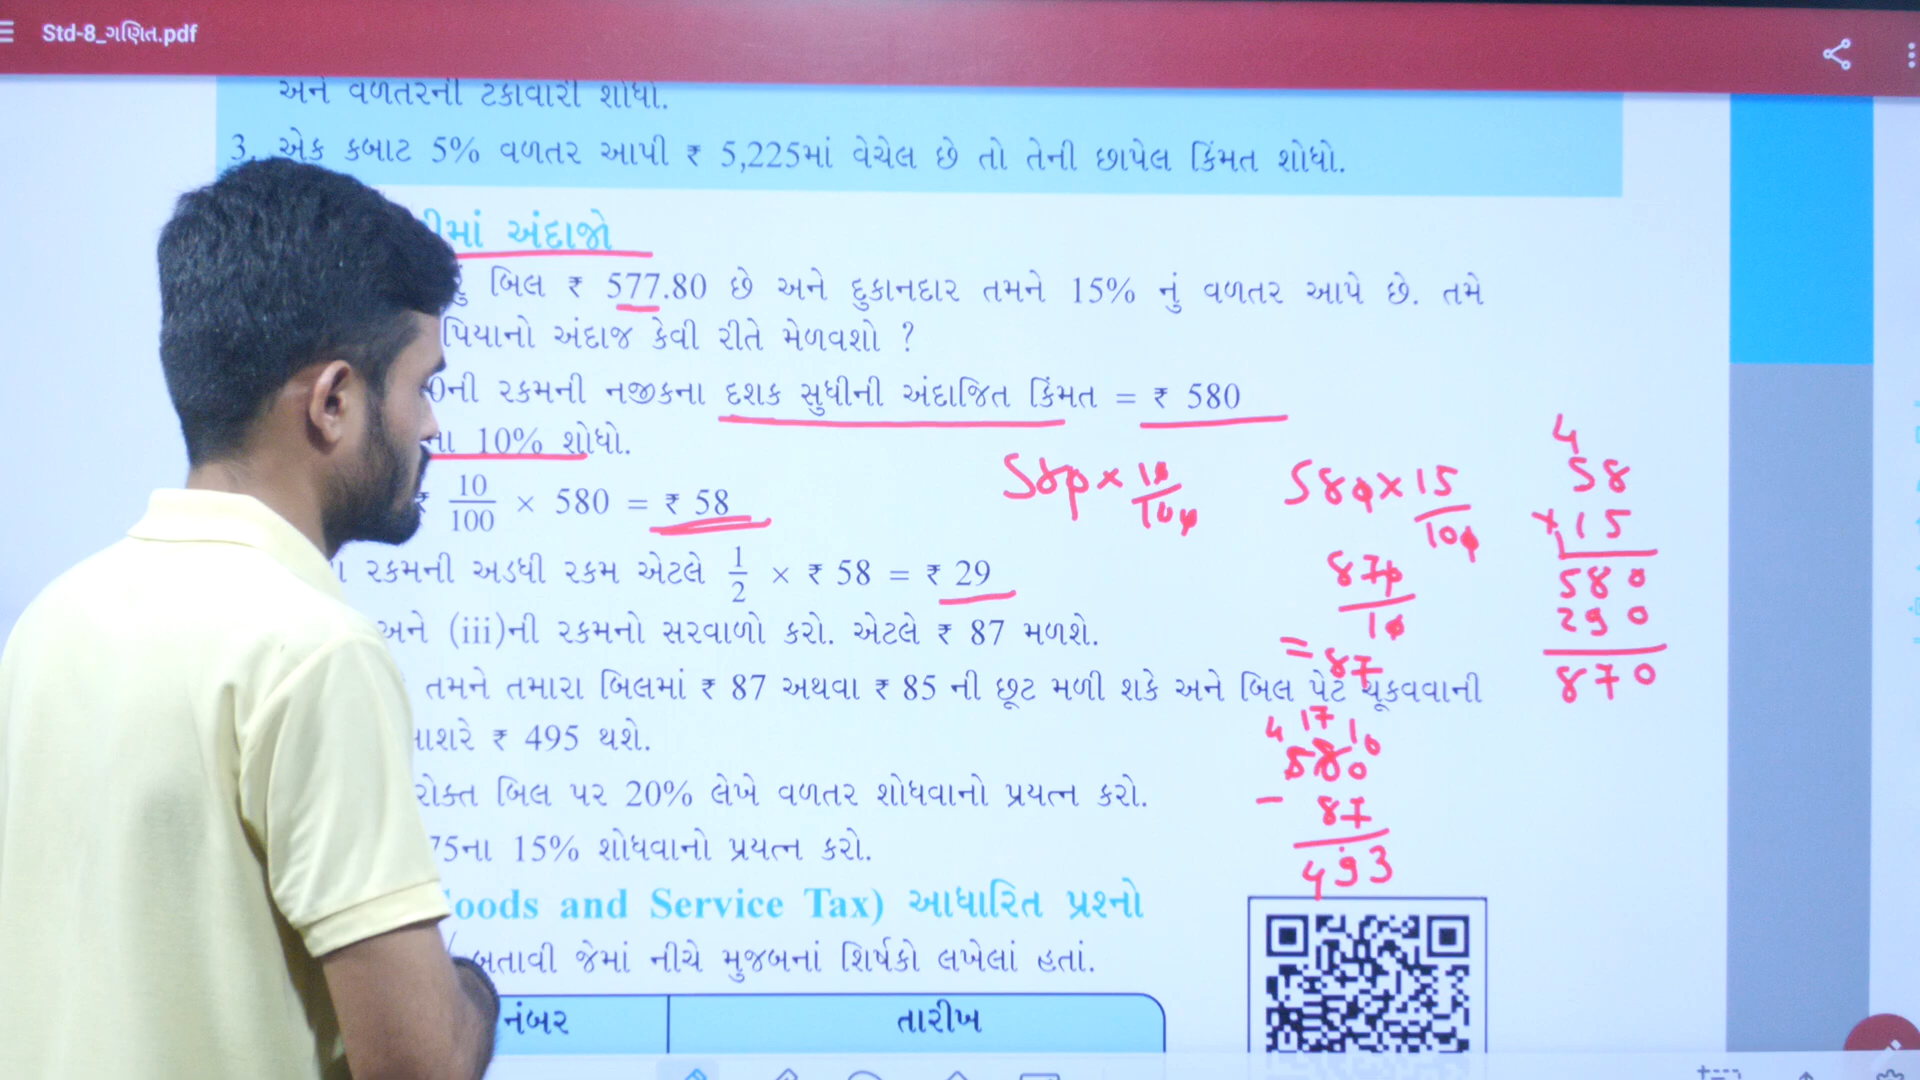 Std-8_ગણિત.pdf
અને વળતરની ટકાવારી શોધો.
3. એક કબાટ 5% વળતર આપી ₹ 5,225માં વેચેલ છે તો તેની છાપેલ કિંમત શોધો.
અંદાજો
બિલ ₹ 577.80 છે અને દુકાનદાર તમને 15% નું વળતર આપે છે. તમે
અંદાજ કેવી રીતે મેળવશો ?
રકમની નજીકના દશક સુધીની અંદાજિત કિંમત = ₹ 580
10% શોધો.
₹ 10/100 × 580 = ₹ 58
રકમની અડધી રકમ એટલે 1/2 × ₹ 58 = ₹ 29
અને (iii)ની રકમનો સરવાળો કરો. એટલે ₹ 87 મળશે.
તમને તમારા બિલમાં ₹ 87 અથવા ₹ 85 ની છૂટ મળી શકે અને બિલ પેટે ચૂકવવાની
₹ 495 થશે.
બિલ પર 20% લેખે વળતર શોધવાનો પ્રયત્ન કરો.
75ના 15% શોધવાનો પ્રયત્ન કરો.
Goods and Service Tax) આધારિત પ્રશ્નો
બતાવી જેમાં નીચે મુજબનાં શિર્ષકો લખેલાં હતાં.
નંબર તારીખ
580 × 10/100
580 × 15/100
870/10
= 87
4 17 10
580
- 87
493
4
58
× 15
580
290
870